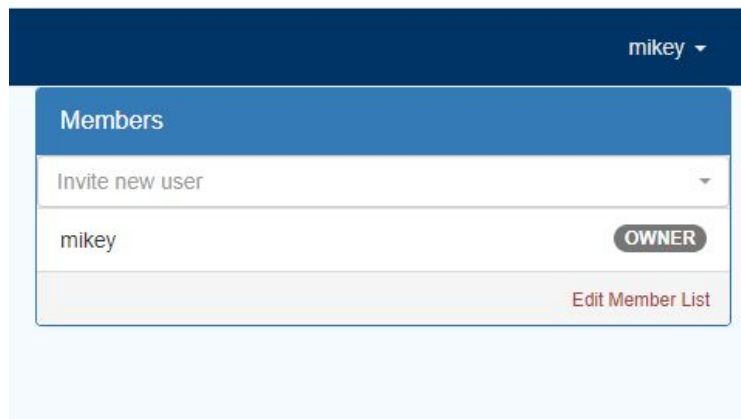 mikey
Members
Invite new user
mikey OWNER
Edit Member List